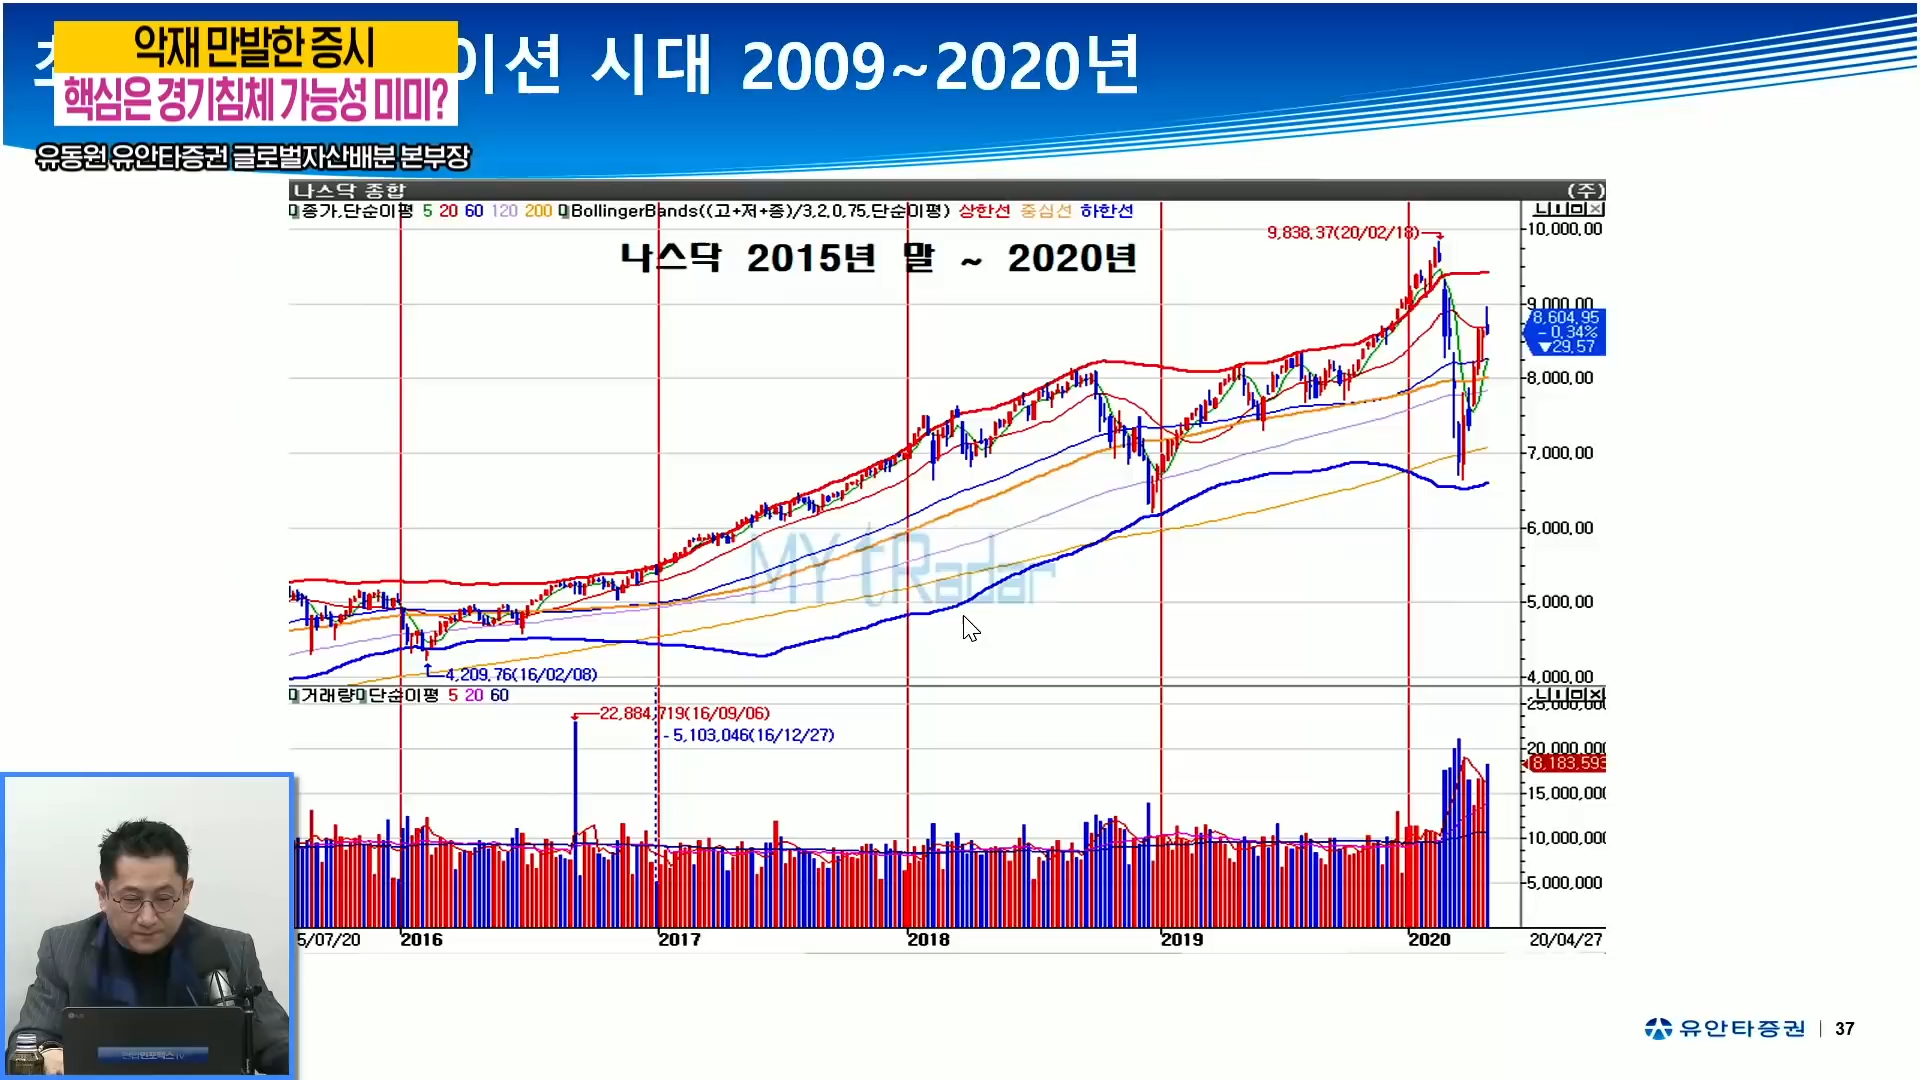 악재 만발한 증시
핵심은 경기침체 가능성 미미?
이션 시대 2009~2020년
유동원 유안타증권 글로벌자산배분 본부장
나스닥 종합 (주)
종가,단순이평 5 20 60 120 200 BollingerBands((고+저+종)/3,2,0,75,단순이평) 상한선 중심선 하한선
나스닥 2015년 말 ~ 2020년
9,838,37(20/02/18)
10,000,00
9,000,00
8,604,95
-0,34%
▼29,57
8,000,00
7,000,00
6,000,00
5,000,00
4,000,00
MY tRadar
4,209,76(16/02/08)
거래량 단순이평 5 20 60
22,884,719(16/09/06)
5,103,046(16/12/27)
25,000,00
20,000,000
8,183,593
15,000,000
10,000,000
5,000,000
5/07/20 2016 2017 2018 2019 2020 20/04/27
유안타증권 | 37